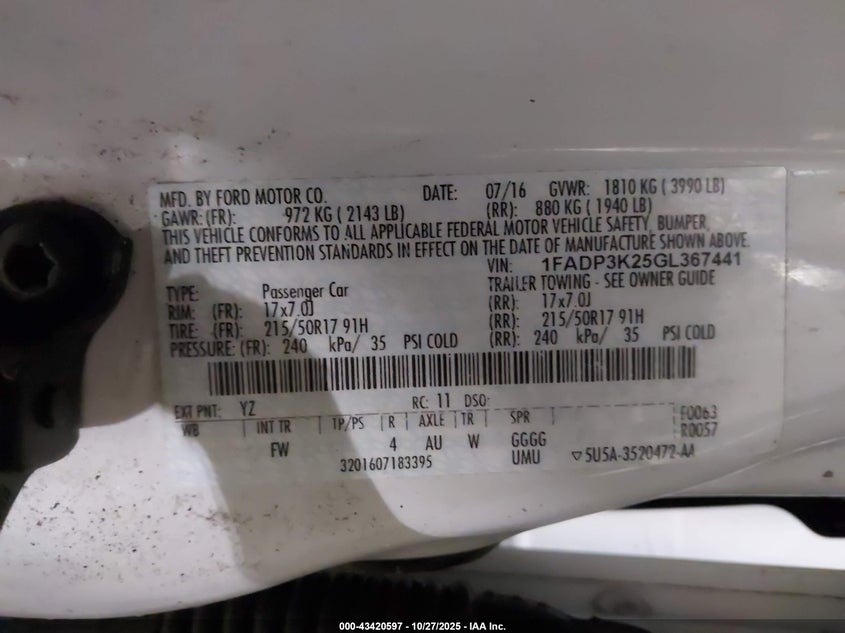 MFD. BY FORD MOTOR CO. DATE: 07/16 GVWR: 1810 KG ( 3990 LB)
GAWR: (FR): 972 KG ( 2143 LB) (RR): 880 KG ( 1940 LB)
THIS VEHICLE CONFORMS TO ALL APPLICABLE FEDERAL MOTOR VEHICLE SAFETY, BUMPER,
AND THEFT PREVENTION STANDARDS IN EFFECT ON THE DATE OF MANUFACTURE SHOWN ABOVE.
VIN: 1FADP3K25GL367441
TYPE: Passenger Car TRAILER TOWING - SEE OWNER GUIDE
RIM: (FR): 17x7.0J (RR): 17x7.0J
TIRE: (FR): 215/50R17 91H (RR): 215/50R17 91H
PRESSURE: (FR): 240 kPa/ 35 PSI COLD (RR): 240 kPa/ 35 PSI COLD
EXT PNT: YZ RC: 11 DSO: F0063
WB INT TR TP/PS R AXLE TR SPR R0057
FW 4 AU W GGGG
3201607183395 UMU ▽5U5A-3520472-AA
000-43420597 - 10/27/2025 - IAA Inc.